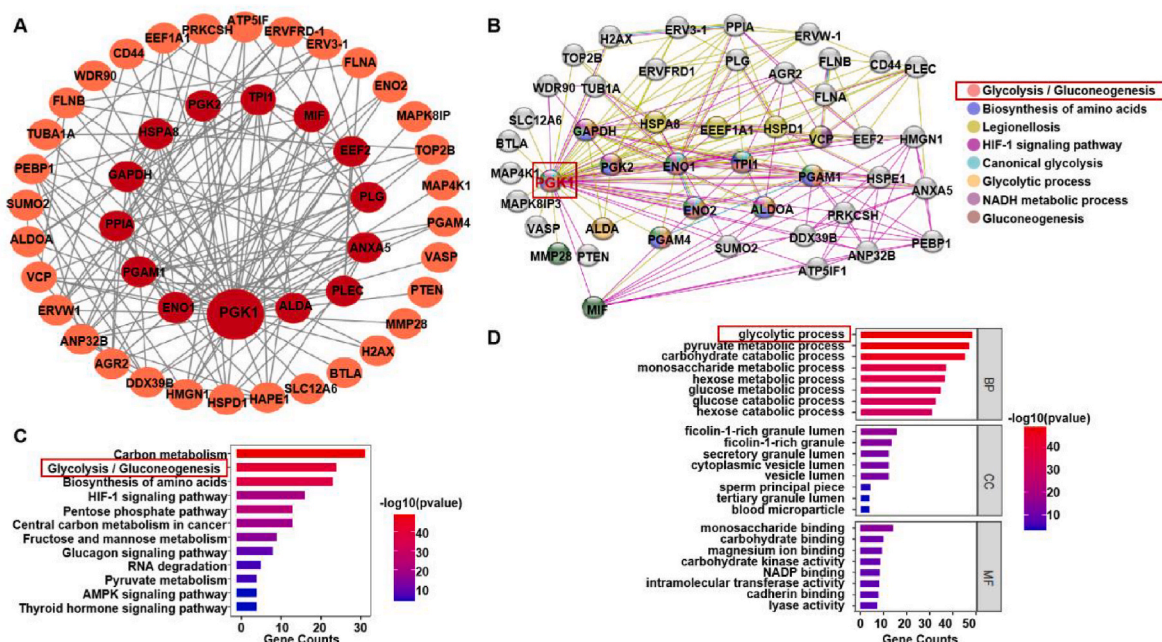 A
ATP5IF
PRKCSH
ERVFRD-1
EEF1A1
ERV3-1
CD44
FLNA
WDR90
ENO2
FLNB
MAPK8IP
TUBA1A
TOP2B
PEBP1
MAP4K1
SUMO2
PGAM4
ALDOA
VASP
VCP
PTEN
ERVW1
MMP28
ANP32B
H2AX
AGR2
BTLA
DDX39B
SLC12A6
HMGN1
HAPE1
HSPD1
TPI1
PGK2
MIF
HSPA8
EEF2
GAPDH
PLG
PPIA
ANXA5
PGAM1
PLEC
ENO1
ALDA
PGK1
B
ERV3-1
PPIA
H2AX
ERVW-1
TOP2B
PLG
FLNB
CD44
PLEC
ERVFRD1
AGR2
WDR90
TUB1A
FLNA
SLC12A6
GAPDH
HSPA8
EEEF1A1
HSPD1
VCP
EEF2
HMGN1
BTLA
PGK2
ENO1
TPI1
MAP4K1
PGK1
PGAM1
HSPE1
ANXA5
MAPK8IP3
ENO2
ALDOA
PRKCSH
VASP
ALDA
PGAM4
SUMO2
DDX39B
PEBP1
MMP28
PTEN
ANP32B
ATP5IF1
MIF
Glycolysis / Gluconeogenesis
Biosynthesis of amino acids
Legionellosis
HIF-1 signaling pathway
Canonical glycolysis
Glycolytic process
NADH metabolic process
Gluconeogenesis
C
Carbon metabolism
Glycolysis / Gluconeogenesis
Biosynthesis of amino acids
HIF-1 signaling pathway
Pentose phosphate pathway
Central carbon metabolism in cancer
Fructose and mannose metabolism
Glucagon signaling pathway
RNA degradation
Pyruvate metabolism
AMPK signaling pathway
Thyroid hormone signaling pathway
0 10 20 30
Gene Counts
-log10(pvalue)
40
30
20
10
D
glycolytic process
pyruvate metabolic process
carbohydrate catabolic process
monosaccharide metabolic process
hexose metabolic process
glucose metabolic process
glucose catabolic process
hexose catabolic process
BP
ficolin-1-rich granule lumen
ficolin-1-rich granule
secretory granule lumen
cytoplasmic vesicle lumen
vesicle lumen
sperm principal piece
tertiary granule lumen
blood microparticle
CC
monosaccharide binding
carbohydrate binding
magnesium ion binding
carbohydrate kinase activity
NADP binding
intramolecular transferase activity
cadherin binding
lyase activity
MF
0 10 20 30 40 50
Gene Counts
-log10(pvalue)
40
30
20
10